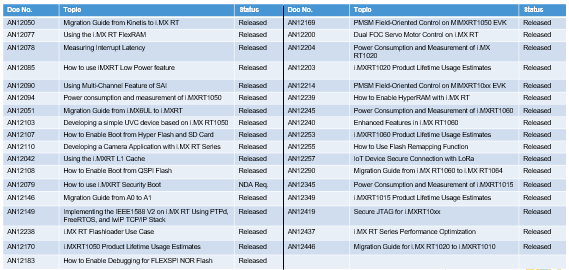 Doc No. Topic Status
AN12050 Migration Guide from Kinetis to i.MX RT Released
AN12077 Using the i.MX RT FlexRAM Released
AN12078 Measuring Interrupt Latency Released
AN12085 How to use iMXRT Low Power feature Released
AN12090 Using Multi-Channel Feature of SAI Released
AN12094 Power consumption and measurement of i.MXRT1050 Released
AN12051 Migration Guide from i.MX6UL to i.MXRT Released
AN12103 Developing a simple UVC device based on i.MX RT1050 Released
AN12107 How to Enable Boot from Hyper Flash and SD Card Released
AN12110 Developing a Camera Application with i.MX RT Series Released
AN12042 Using the i.MXRT L1 Cache Released
AN12108 How to Enable Boot from QSPI Flash Released
AN12079 How to use i.MXRT Security Boot NDA Req.
AN12146 Migration Guide from A0 to A1 Released
AN12149 Implementing the IEEE1588 V2 on i.MX RT Using PTPd, Released
FreeRTOS, and lwIP TCP/IP Stack
AN12238 i.MX RT Flashloader Use Case Released
AN12170 i.MXRT1050 Product Lifetime Usage Estimates Released
AN12183 How to Enable Debugging for FLEXSPI NOR Flash Released
Doc No. Topic Status
AN12169 PMSM Field-Oriented Control on MIMXRT1050 EVK Released
AN12200 Dual FOC Servo Motor Control on i.MX RT Released
AN12204 Power Consumption and Measurement of i.MX Released
RT1020
AN12203 i.MXRT1020 Product Lifetime Usage Estimates Released
AN12214 PMSM Field-Oriented Control on MIMXRT10xx EVK Released
AN12239 How to Enable HyperRAM with i.MX RT Released
AN12245 Power Consumption and Measurement of i.MXRT1060 Released
AN12240 Enhanced Features in i.MX RT1060 Released
AN12253 i.MXRT1060 Product Lifetime Usage Estimates Released
AN12255 How to Use Flash Remapping Function Released
AN12257 IoT Device Secure Connection with LoRa Released
AN12290 Migration Guide from i.MX RT1060 to i.MX RT1064 Released
AN12345 Power Consumption and Measurement of i.MXRT1015 Released
AN12349 i.MXRT1015 Product Lifetime Usage Estimates Released
AN12419 Secure JTAG for iMXRT10xx Released
AN12437 i.MX RT Series Performance Optimization Released
AN12446 Migration Guide for i.MX RT1020 to i.MXRT1010 Released